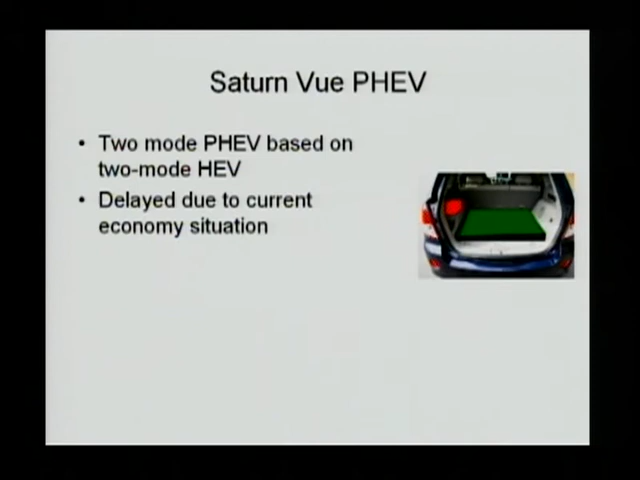 Saturn Vue PHEV
• Two mode PHEV based on
two-mode HEV
• Delayed due to current
economy situation